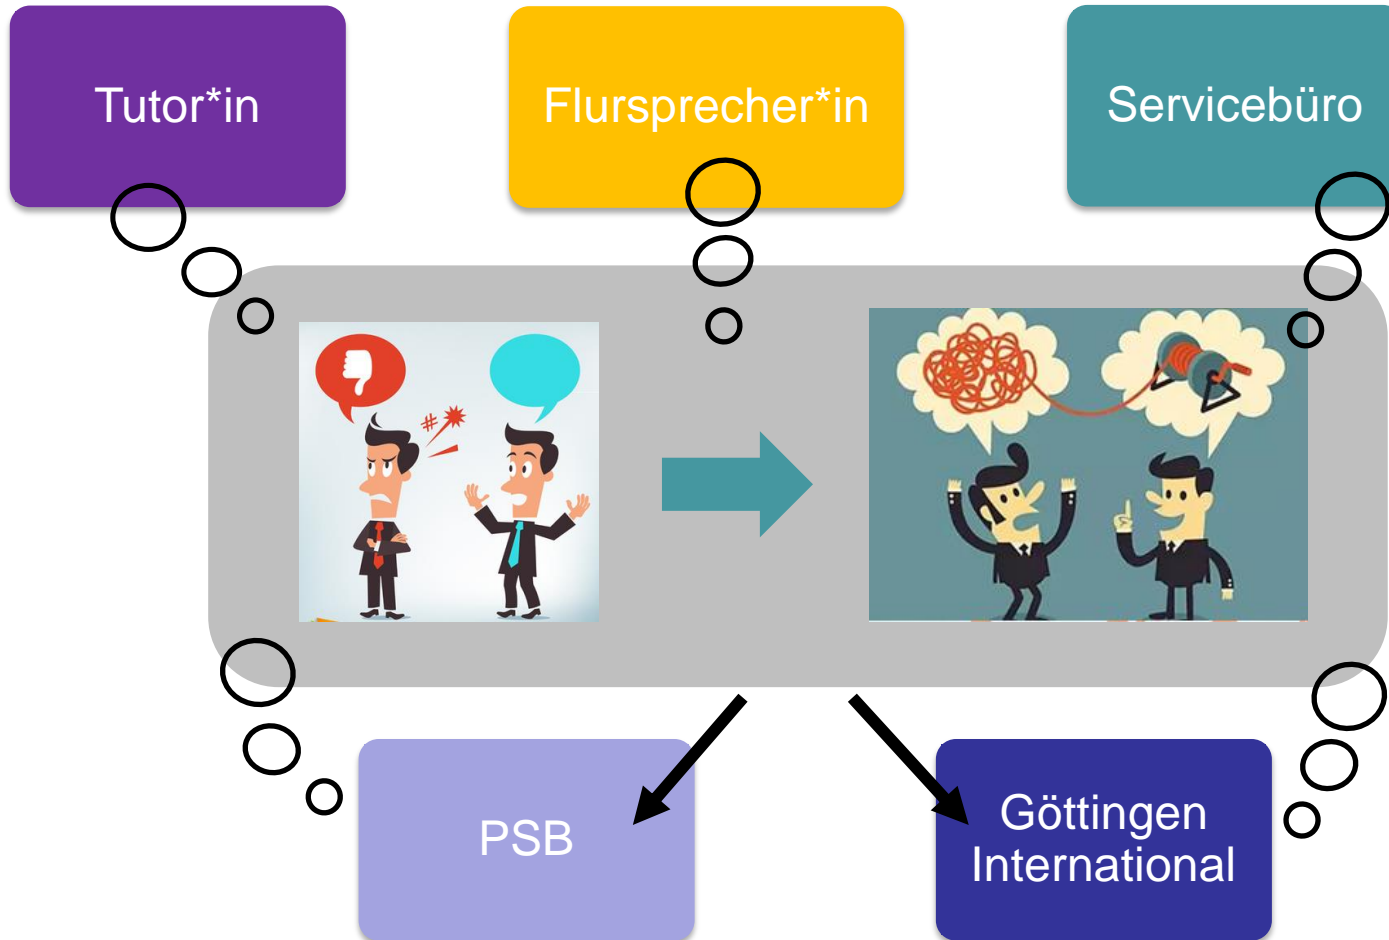 Tutor*in
Flursprecher*in
Servicebüro
#
PSB
Göttingen
International